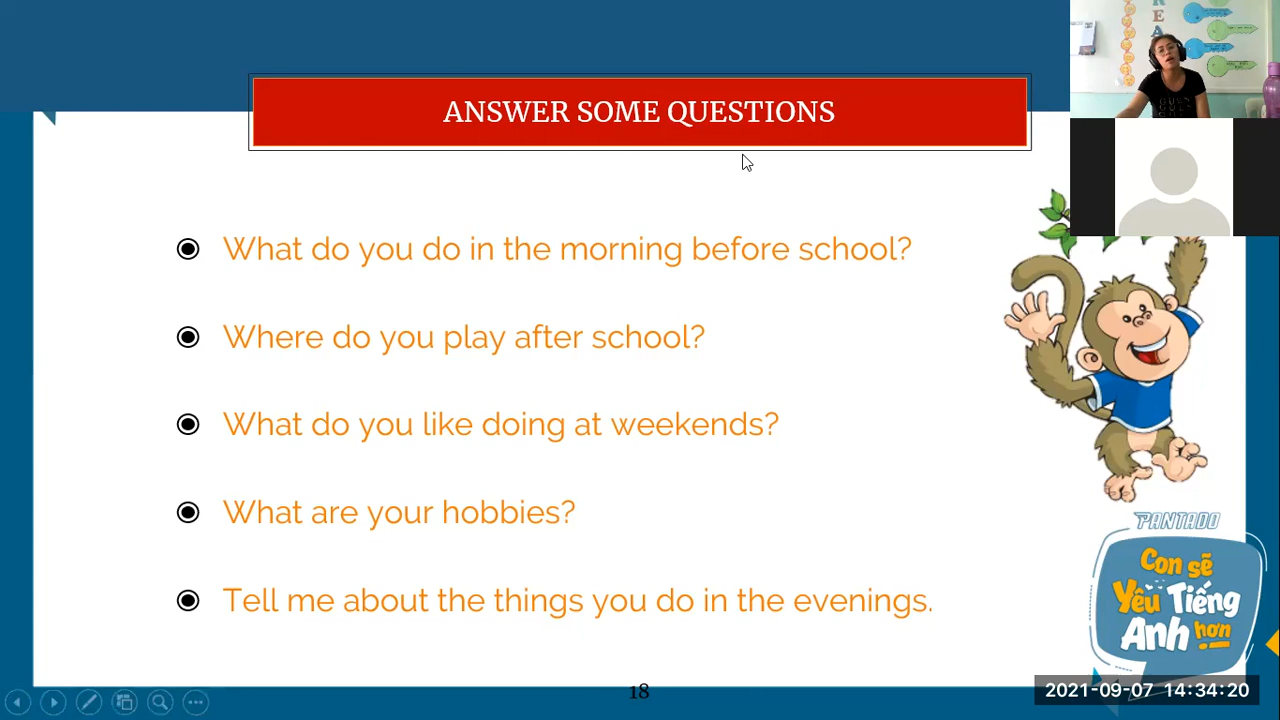 ANSWER SOME QUESTIONS
What do you do in the morning before school?
Where do you play after school?
What do you like doing at weekends?
What are your hobbies?
Tell me about the things you do in the evenings.
PANTADO
Con sẽ
Yêu Tiếng
Anh hơn
18
2021-09-07 14:34:20